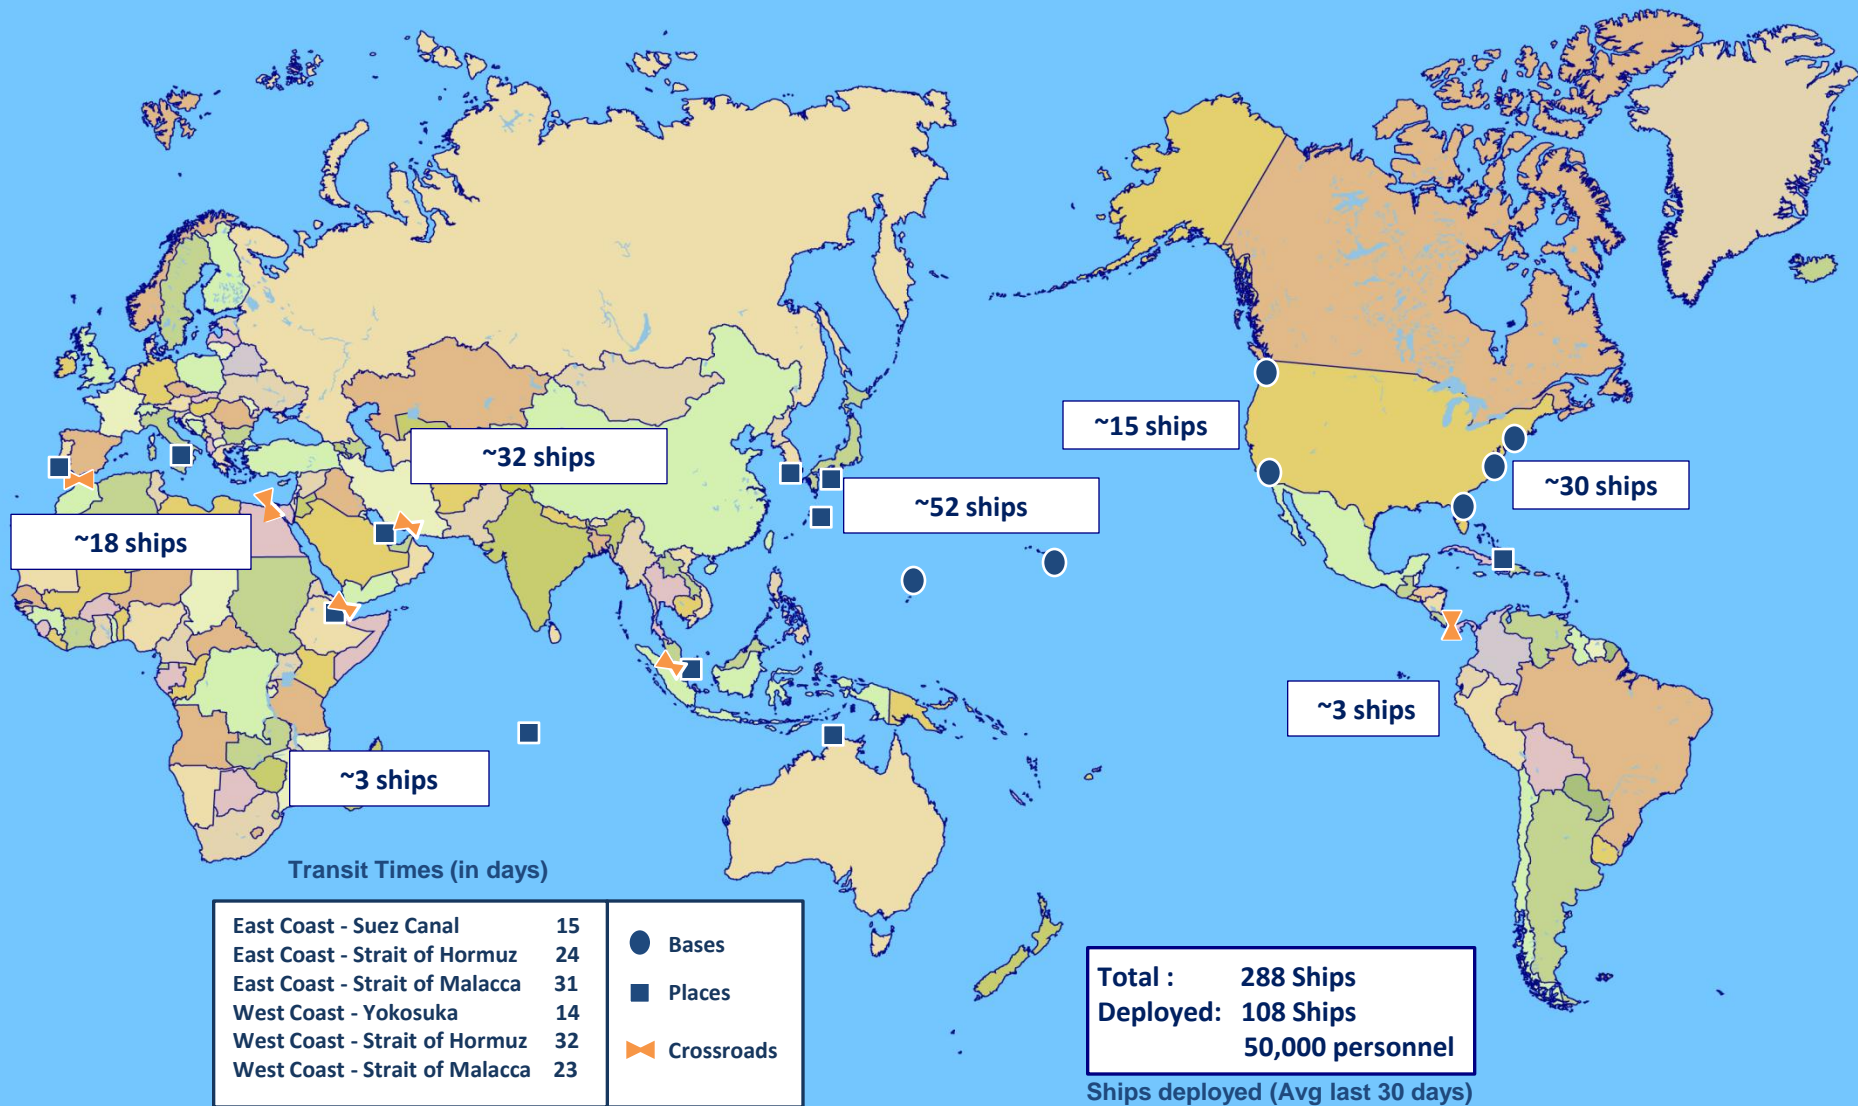 ~15 ships
~32 ships
~30 ships
~52 ships
~18 ships
~3 ships
~3 ships
Transit Times (in days)
East Coast - Suez Canal 15
East Coast - Strait of Hormuz 24
East Coast - Strait of Malacca 31
West Coast - Yokosuka 14
West Coast - Strait of Hormuz 32
West Coast - Strait of Malacca 23
Bases
Places
Crossroads
Total : 288 Ships
Deployed: 108 Ships
50,000 personnel
Ships deployed (Avg last 30 days)